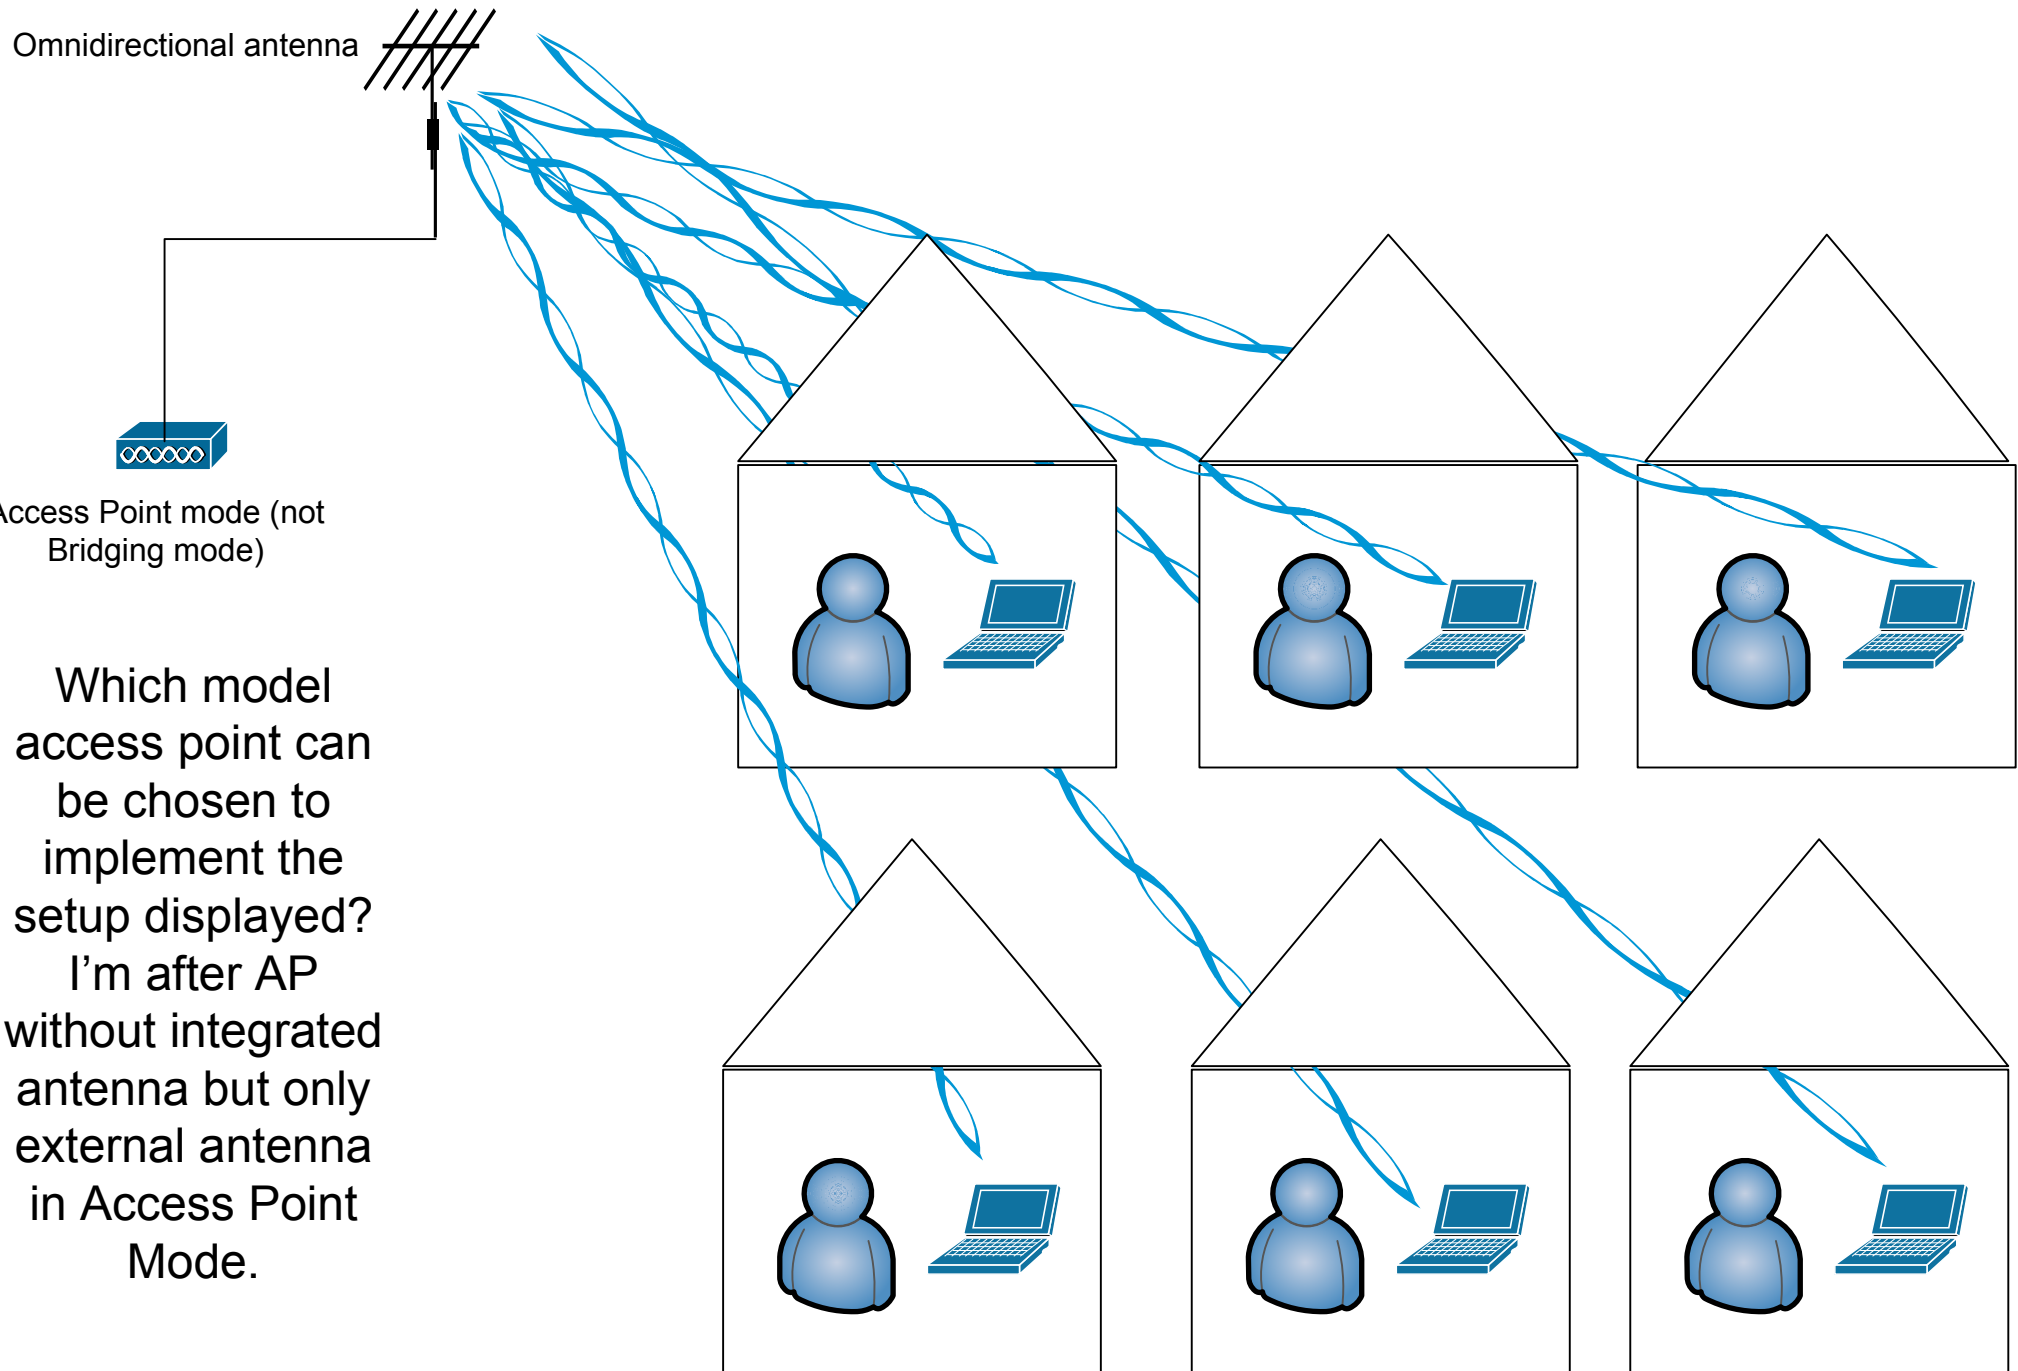 Omnidirectional antenna
Access Point mode (not
Bridging mode)
Which model
access point can
be chosen to
implement the
setup displayed?
I'm after AP
without integrated
antenna but only
external antenna
in Access Point
Mode.